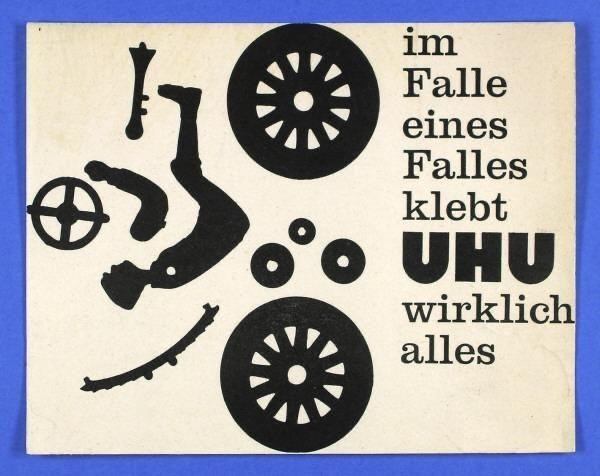 im
Falle
eines
Falles
klebt
UHU
wirklich
alles